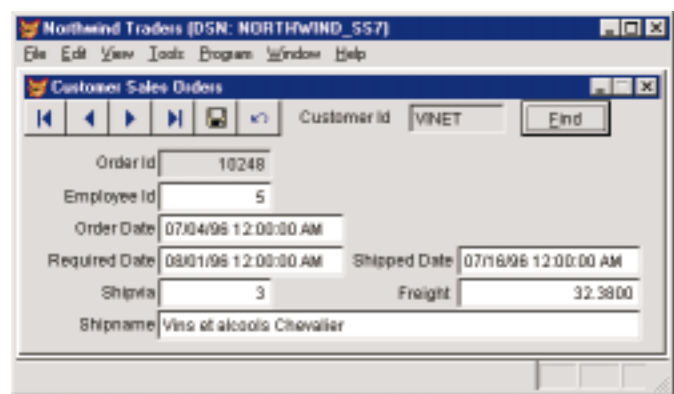 Northwind Traders (DSN: NORTHWIND_SS7)
File Edit View Tools Program Window Help
Customer Sales Orders
Customer Id VINET Find
Order Id 10248
Employee Id 5
Order Date 07/04/96 12:00:00 AM
Required Date 08/01/96 12:00:00 AM Shipped Date 07/16/96 12:00:00 AM
Shipvia 3 Freight 32.3800
Shipname Vins et alcools Chevalier